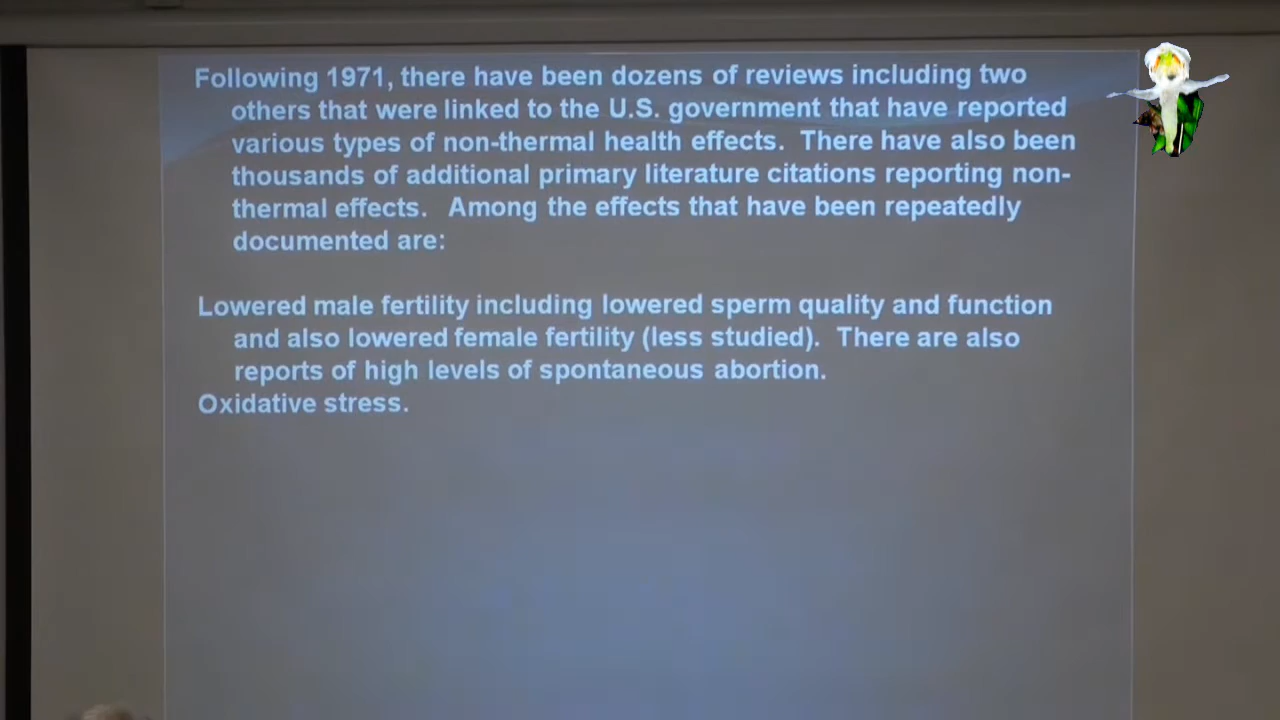 Following 1971, there have been dozens of reviews including two
others that were linked to the U.S. government that have reported
various types of non-thermal health effects.  There have also been
thousands of additional primary literature citations reporting non-
thermal effects.   Among the effects that have been repeatedly
documented are:
Lowered male fertility including lowered sperm quality and function
and also lowered female fertility (less studied).  There are also
reports of high levels of spontaneous abortion.
Oxidative stress.